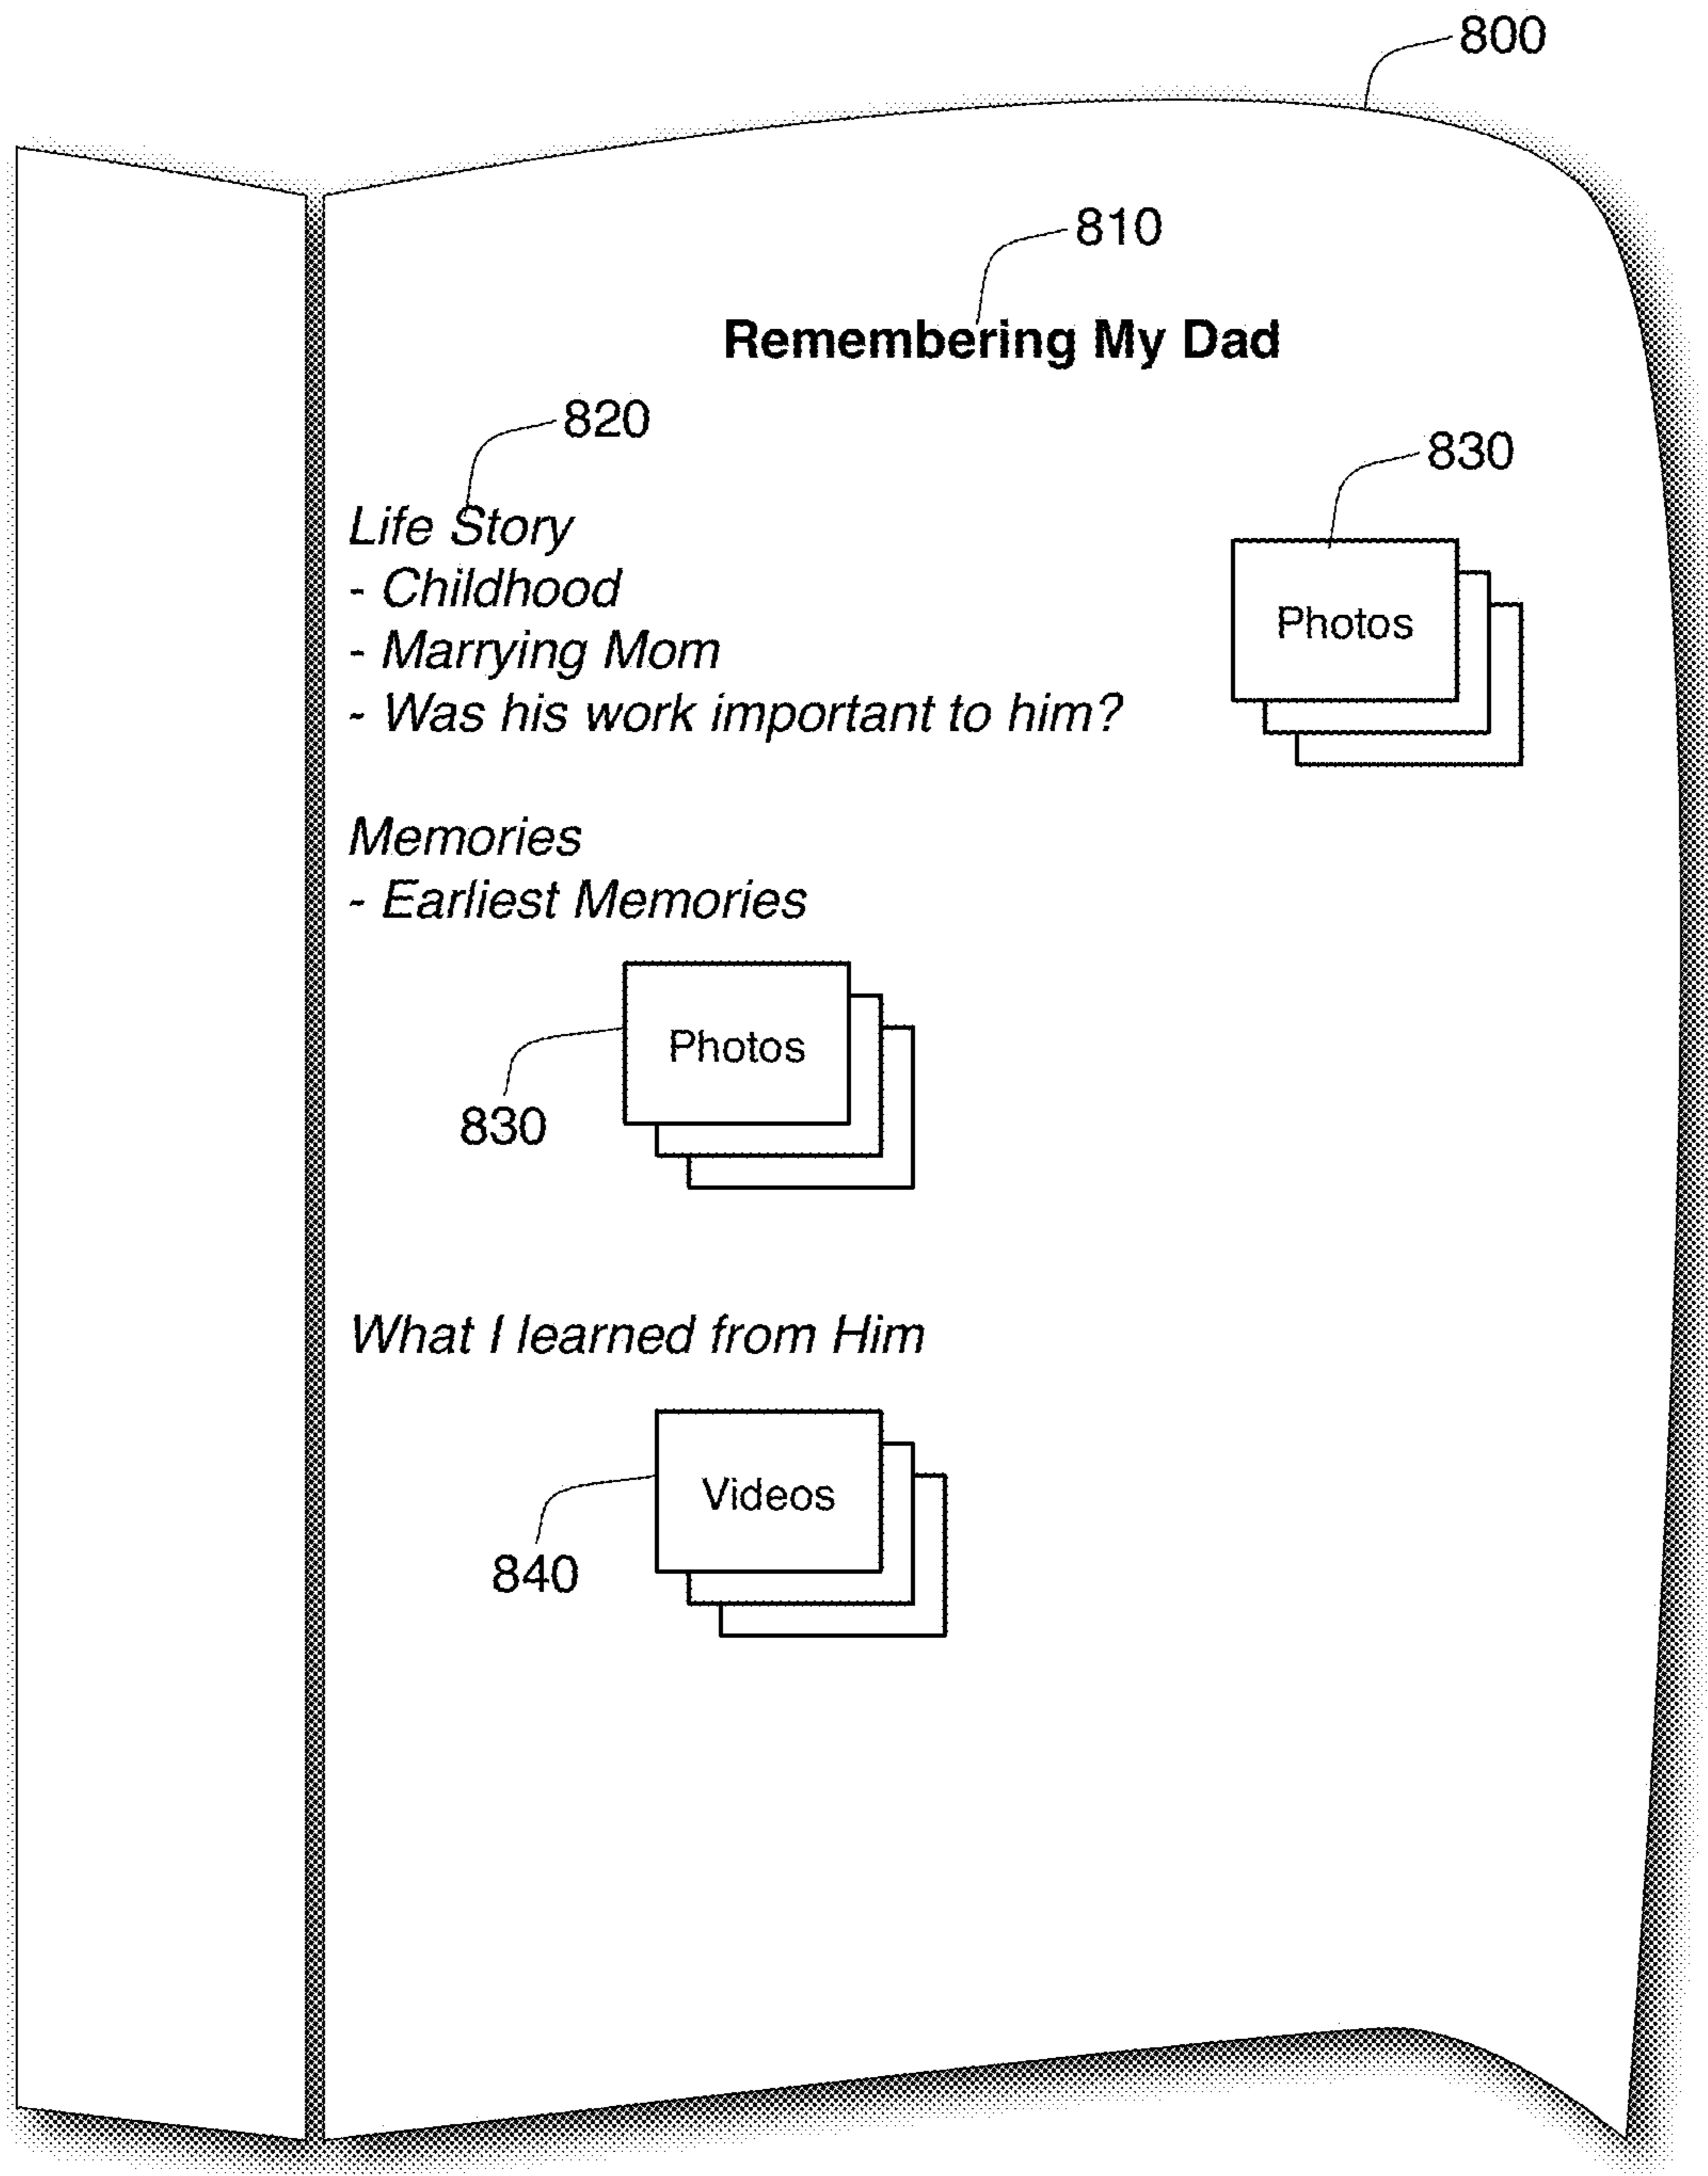 800
810
Remembering My Dad
820
830
Life Story
- Childhood
- Marrying Mom
- Was his work important to him?
Photos
Memories
- Earliest Memories
Photos
830
What I learned from Him
Videos
840